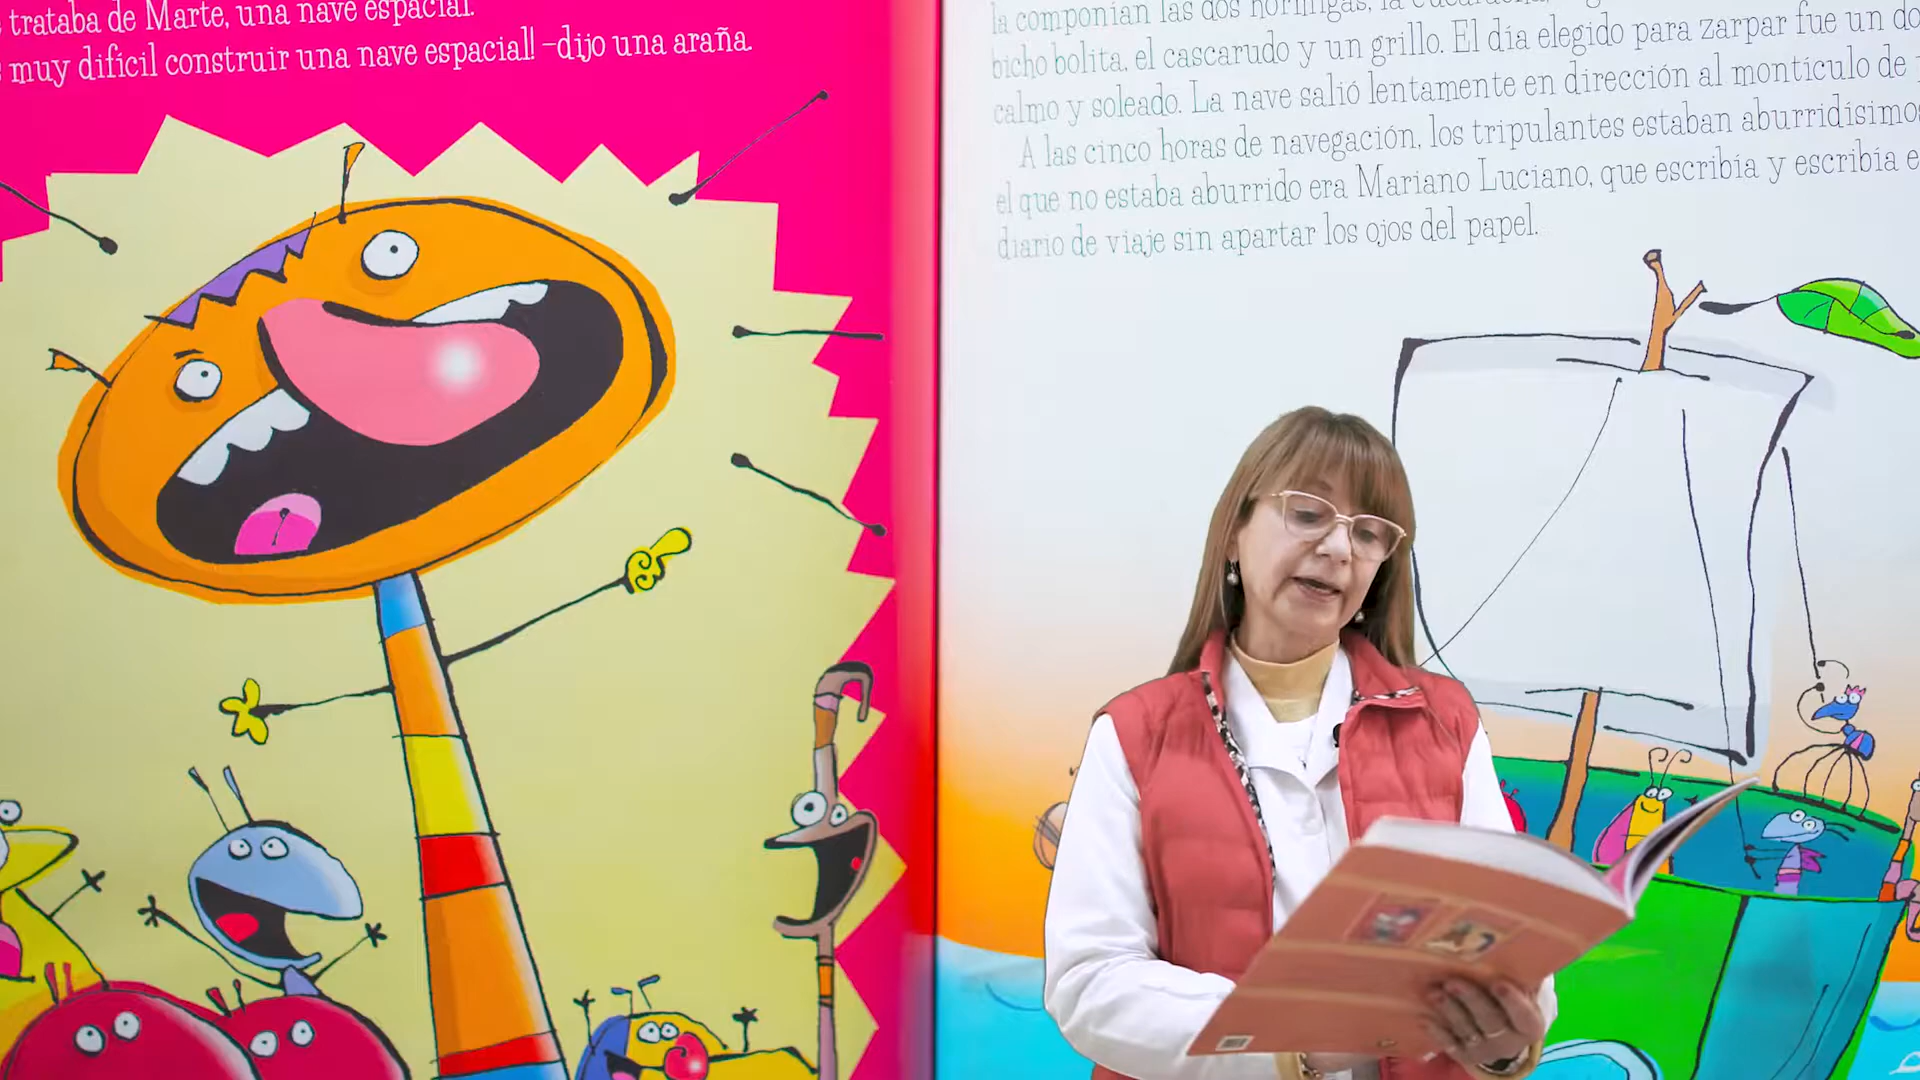 trataba de Marte, una nave espacial.
muy difícil construir una nave espacial! –dijo una araña.
la componían las dos hormigas, la
bicho bolita, el cascarudo y un grillo. El día elegido para zarpar fue un
calmo y soleado. La nave salió lentamente en dirección al montículo de
A las cinco horas de navegación, los tripulantes estaban aburridísimos
el que no estaba aburrido era Mariano Luciano, que escribía y escribía e
diario de viaje sin apartar los ojos del papel.